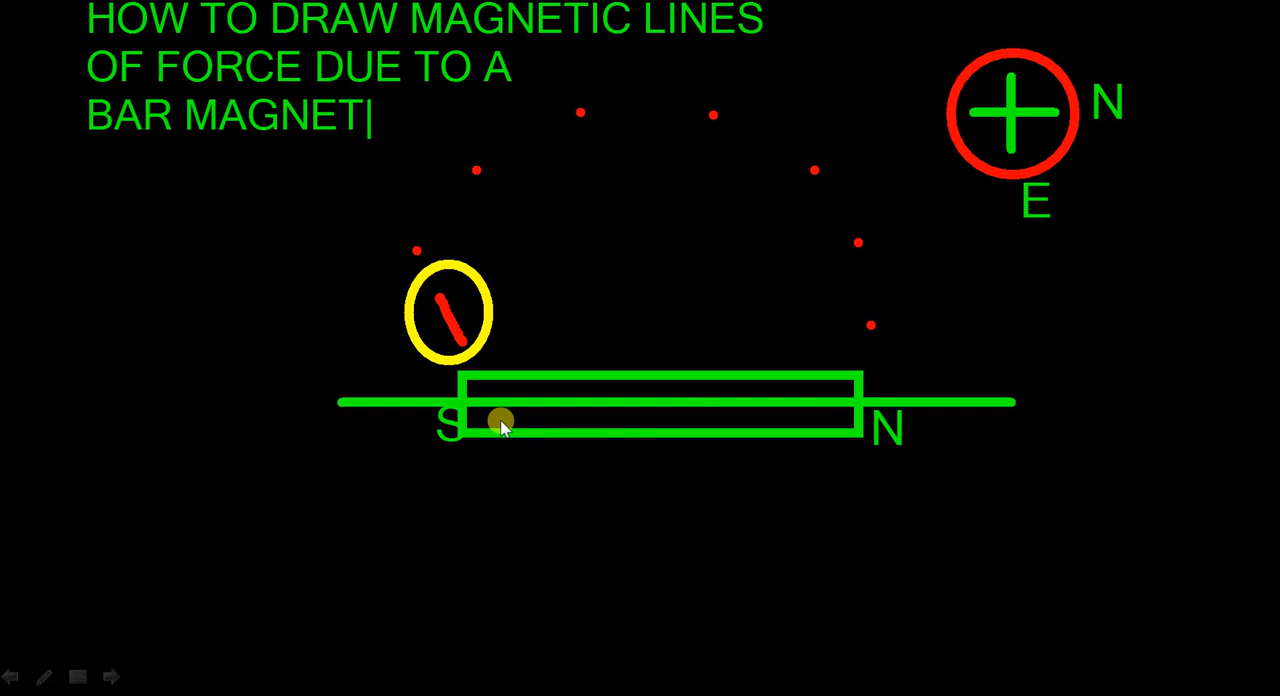 HOW TO DRAW MAGNETIC LINES
OF FORCE DUE TO A
BAR MAGNET
N
E
S
N